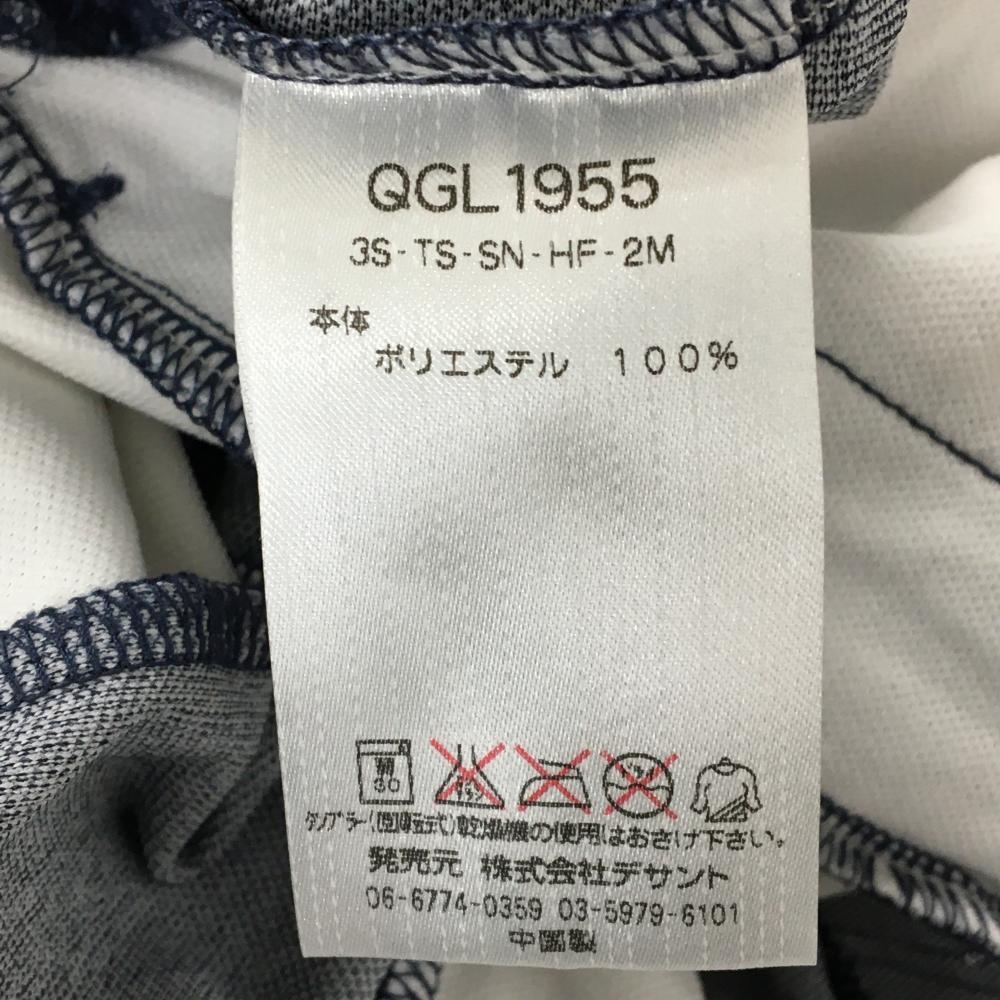 QGL1955
3S-TS-SN-HF-2M
本体
ポリエステル 100%
弱
30
タンブラー(回転式)乾燥機の使用はおさけ下さい。
発売元 株式会社デサント
06-6774-0359 03-5979-6101
中国製